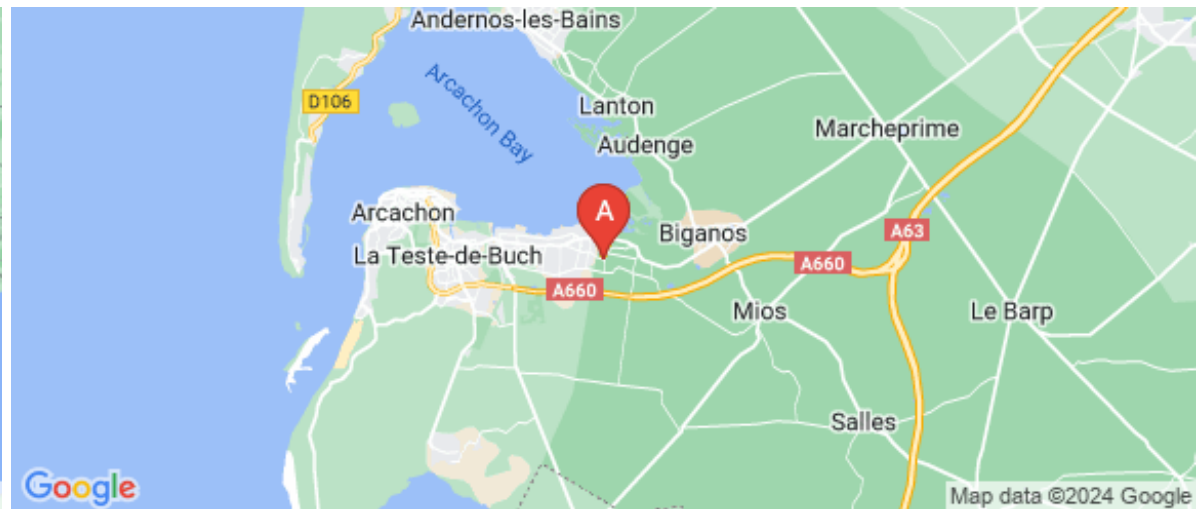 Andernos-les-Bains
D106
Arcachon Bay
Lanton
Marcheprime
Audenge
Arcachon
A
Biganos
A63
La Teste-de-Buch
A660
A660
Mios
Le Barp
Salles
Google
Map data ©2024 Google